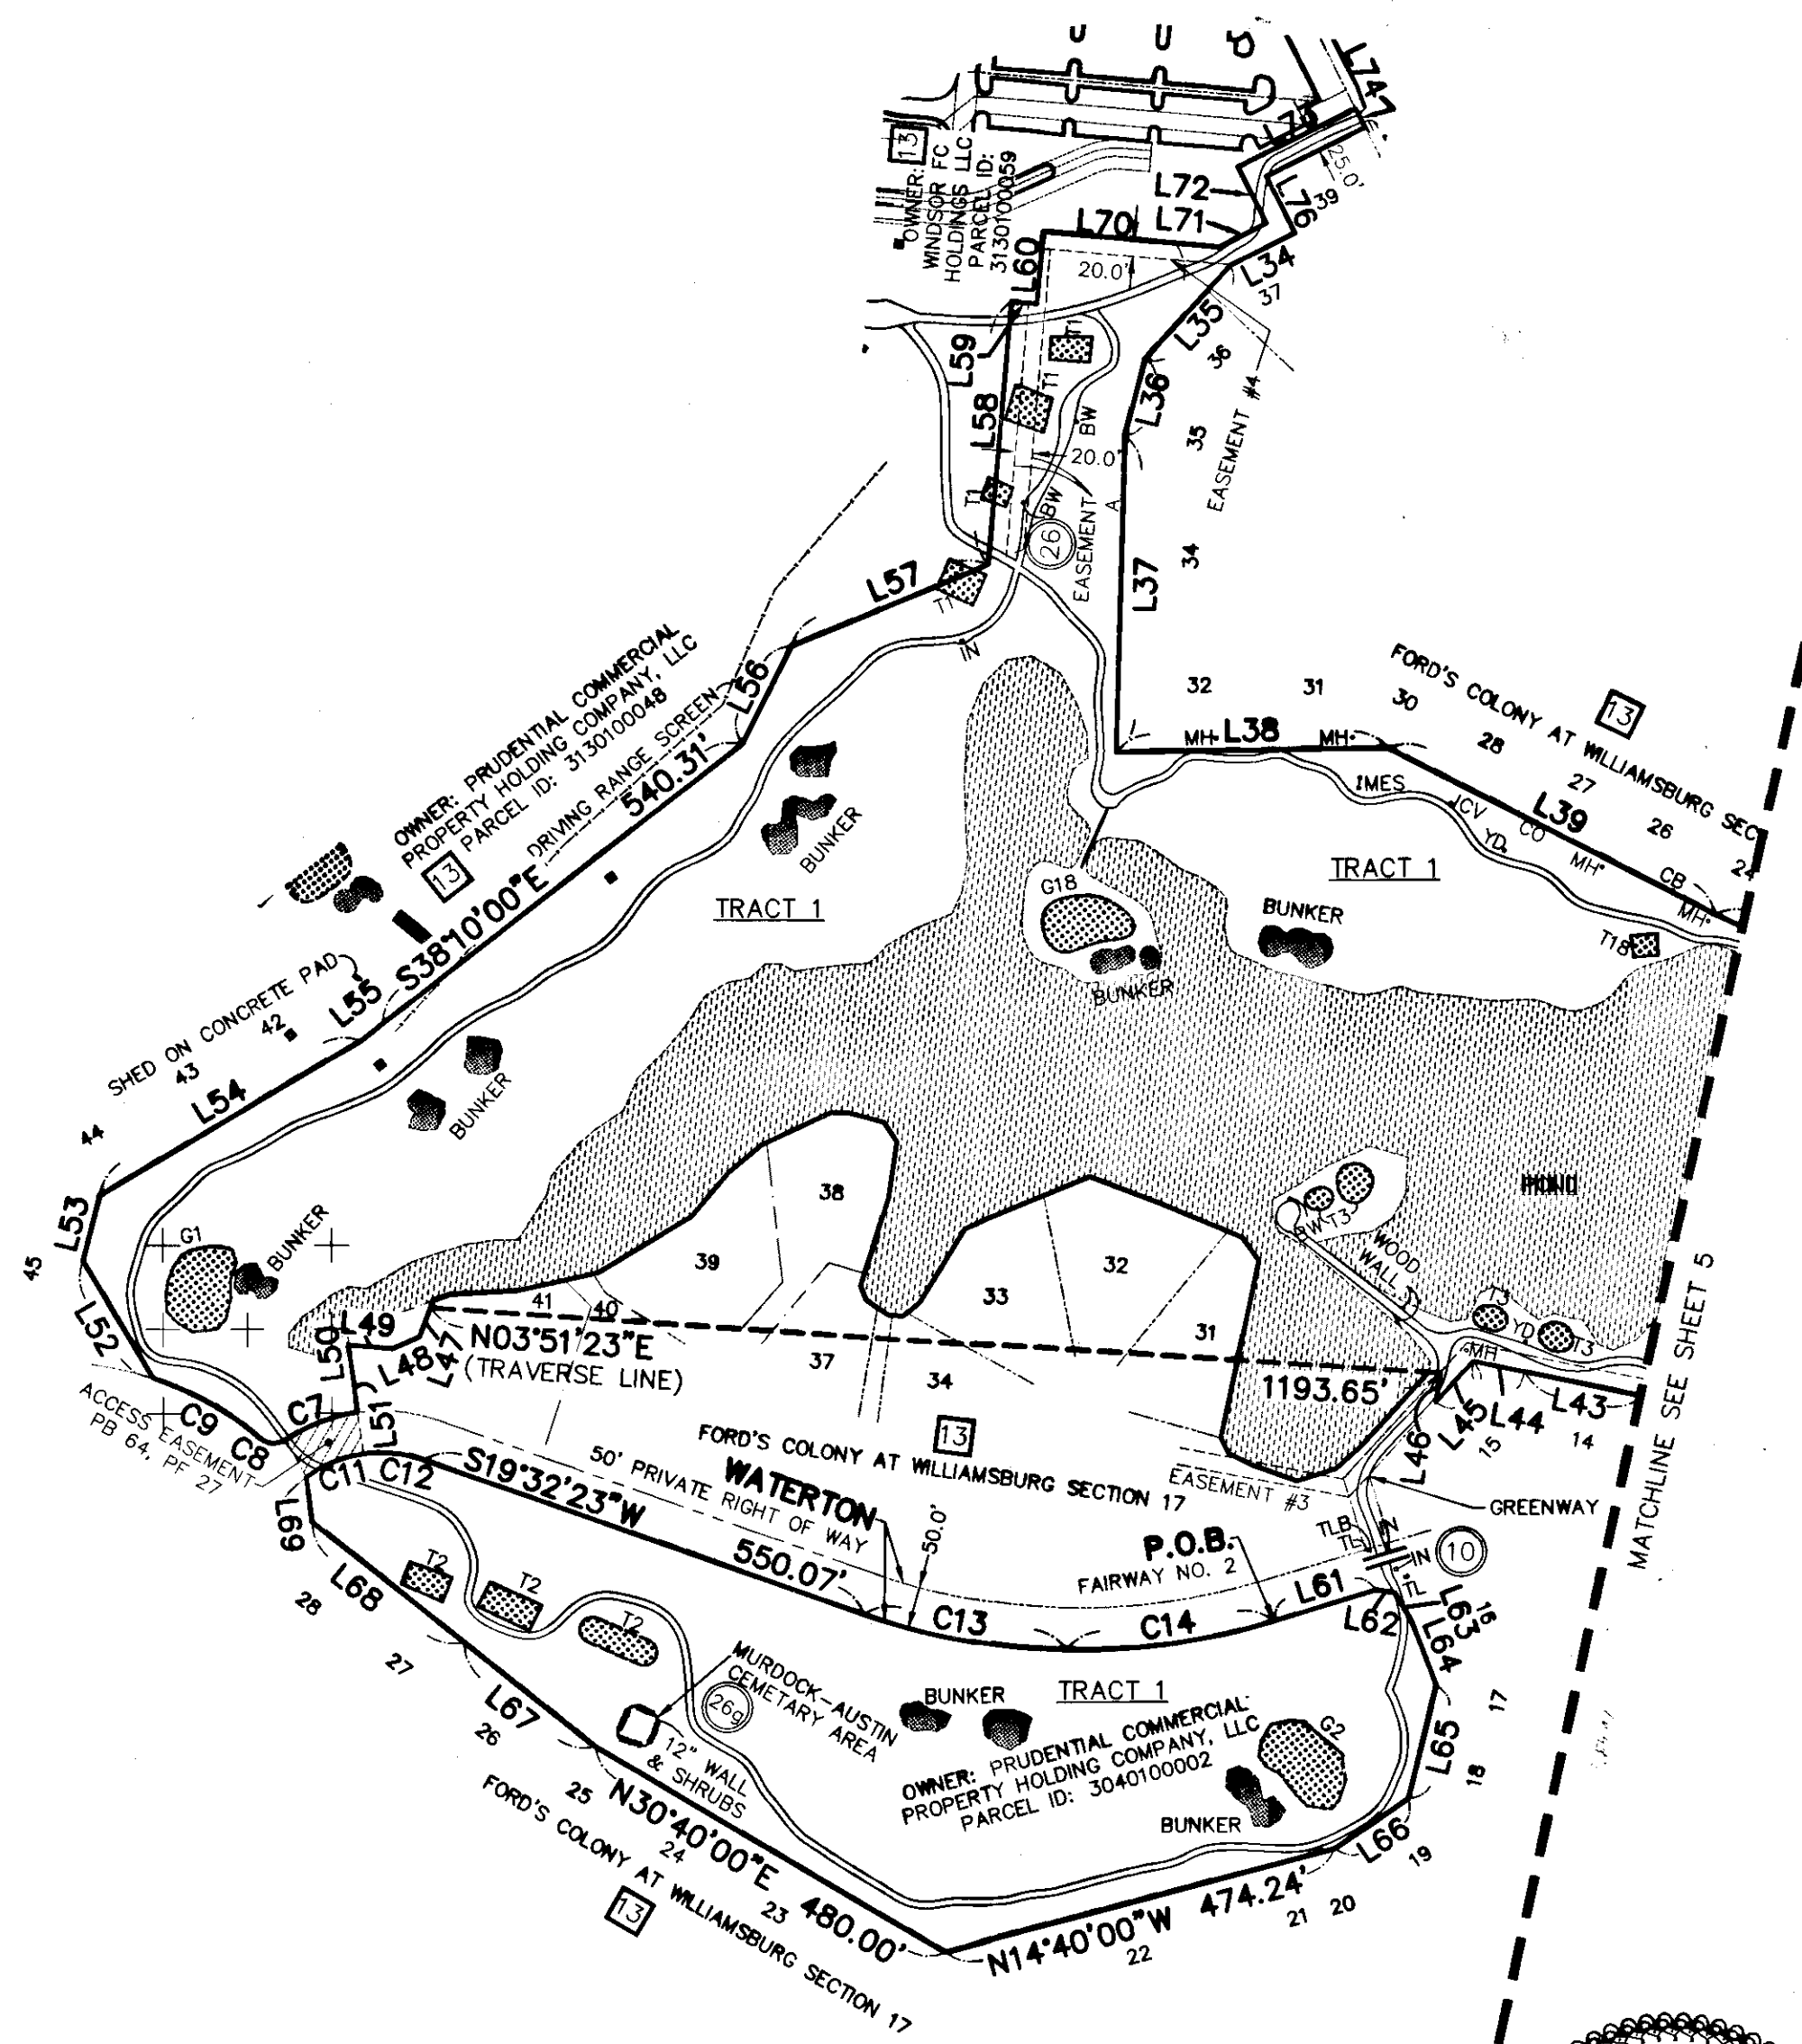 L74
L73
25.0'
39
L76
L72
L71
L70
L60
L34
37
20.0'
13
OWNER:
WINDSOR FC
HOLDINGS LLC
PARCEL ID:
3130100059
L59
T1
L35
36
L58
T1
L36
35
BW
20.0'
EASEMENT #4
T1
BW
A
EASEMENT
26
L37
34
L57
T1
IN
L56
OWNER: PRUDENTIAL COMMERCIAL
PROPERTY HOLDING COMPANY, LLC
PARCEL ID: 3130100048
13
DRIVING RANGE SCREEN
S38°10'00"E
540.31'
BUNKER
TRACT 1
32
31
30
28
27
26
24
FORD'S COLONY AT WILLIAMSBURG SEC
13
MH
L38
MH
MES
CV
YD
CO
L39
MH
CB
MH
T18
TRACT 1
BUNKER
G18
BUNKER
SHED ON CONCRETE PAD
L55
42
43
L54
44
L53
45
BUNKER
G1
BUNKER
L52
L50
L49
L48
L47
L51
N03°51'23"E
(TRAVERSE LINE)
1193.65'
41
40
39
38
37
34
33
32
31
BW
T3
WOOD
WALL
T3
YD
T3
MH
L43
L44
L45
L46
15
14
MATCHLINE SEE SHEET 5
ACCESS EASEMENT
PB 64, PF 27
C9
C8
C7
C11
C12
L69
S19°32'23"W
550.07'
50' PRIVATE RIGHT OF WAY
WATERTON
50.0'
FORD'S COLONY AT WILLIAMSBURG SECTION 17
13
EASEMENT #3
GREENWAY
TLB
TL
IN
IN
TL
10
P.O.B.
FAIRWAY NO. 2
L61
L62
L63
16
L64
17
L65
18
L66
19
C13
C14
T2
T2
T2
L68
28
27
L67
26
25
24
23
22
21
20
MURDOCK-AUSTIN
CEMETARY AREA
26g
12" WALL
& SHRUBS
BUNKER
TRACT 1
OWNER: PRUDENTIAL COMMERCIAL
PROPERTY HOLDING COMPANY, LLC
PARCEL ID: 3040100002
G2
BUNKER
N30°40'00"E
480.00'
FORD'S COLONY AT WILLIAMSBURG SECTION 17
13
N14°40'00"W
474.24'